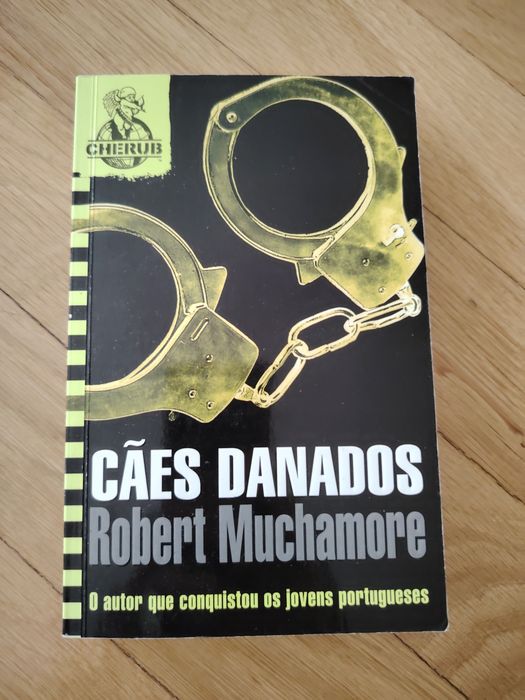 CHERUB
CÃES DANADOS
Robert Muchamore
O autor que conquistou os jovens portugueses